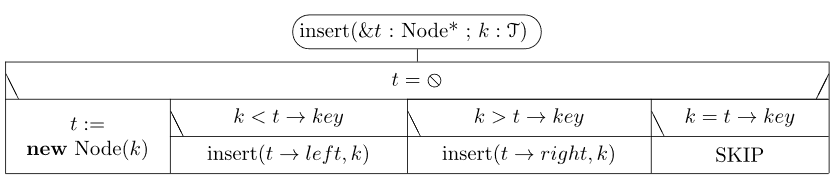 insert(&t : Node* ; k : 𝒯)
t = ⊘
t :=
new Node(k)
k < t → key
k > t → key
k = t → key
insert(t → left, k)
insert(t → right, k)
SKIP